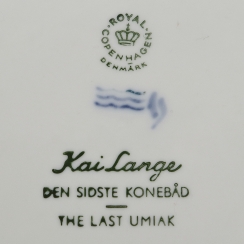 ROYAL
COPENHAGEN
DENMARK
Kai Lange
DEN SIDSTE KONEBÅD
THE LAST UMIAK